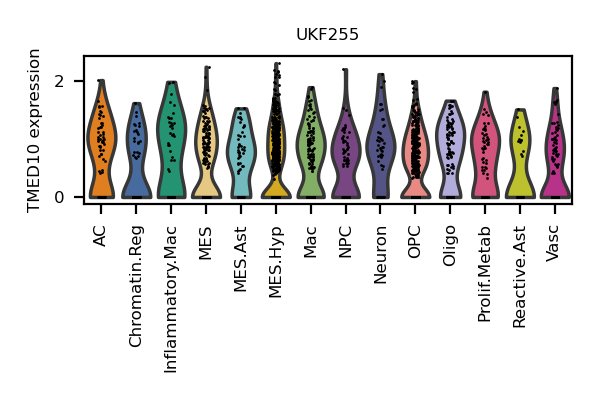 UKF255
TMED10 expression
2
0
AC
Chromatin.Reg
Inflammatory.Mac
MES
MES.Ast
MES.Hyp
Mac
NPC
Neuron
OPC
Oligo
Prolif.Metab
Reactive.Ast
Vasc